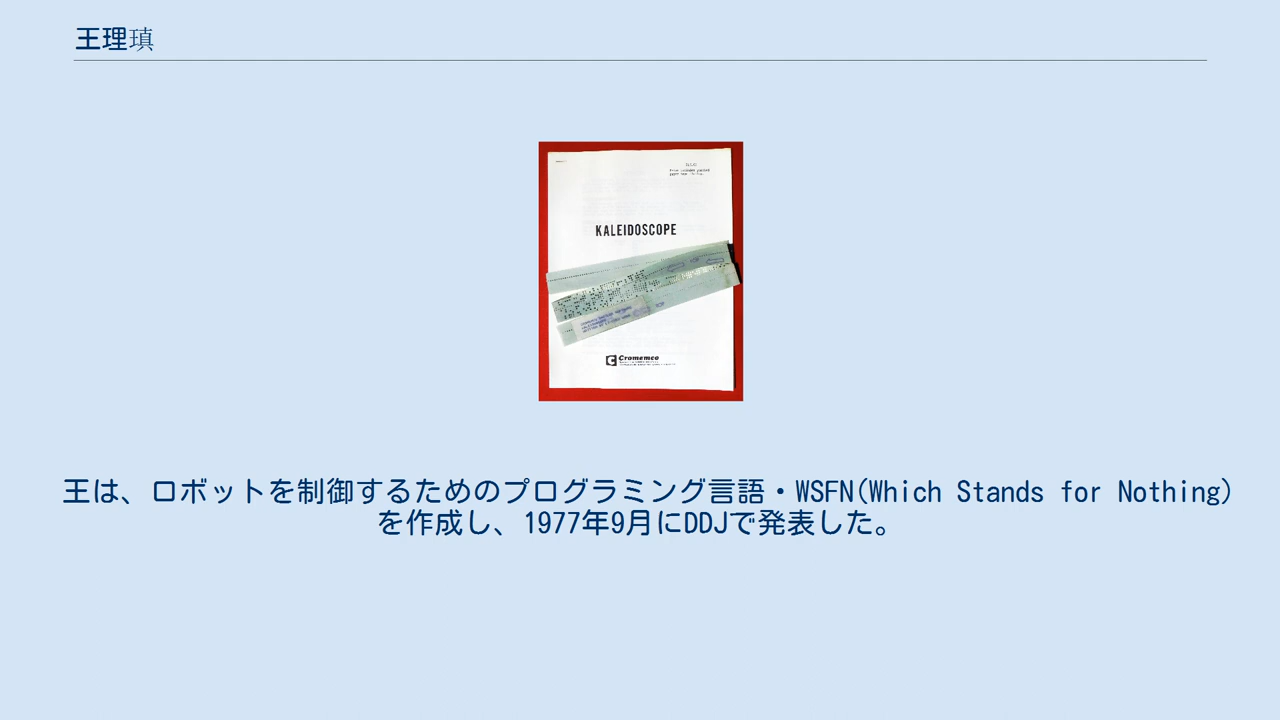 王理瑱
KALEIDOSCOPE
Cromemco
王は、ロボットを制御するためのプログラミング言語・WSFN(Which Stands for Nothing)
を作成し、1977年9月にDDJで発表した。